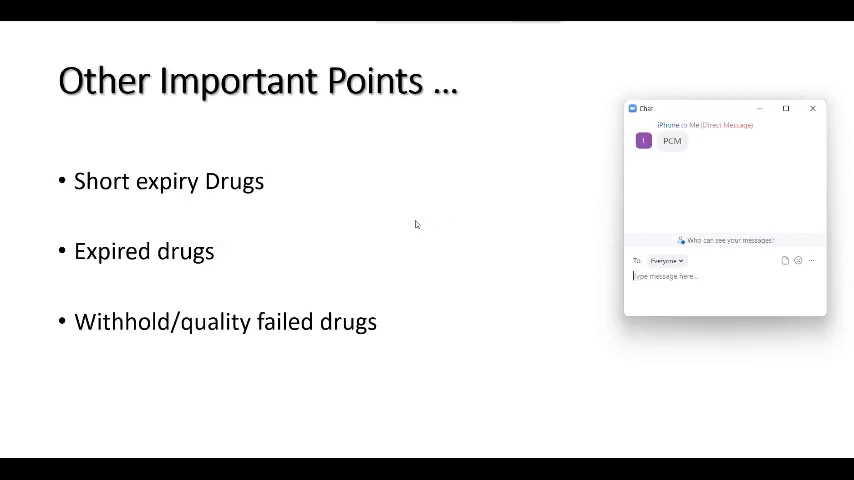 Other Important Points ...
• Short expiry Drugs
• Expired drugs
• Withhold/quality failed drugs
Chat
iPhone to Me (Direct Message)
I
PCM
Who can see your messages?
To: Everyone
Type message here...